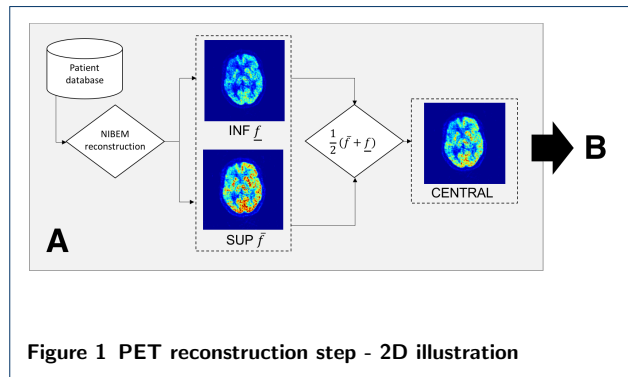 Patient
database
NIBEM
reconstruction
INF f̲
SUP f̄
½(f̄ + f̲)
CENTRAL
A
B
Figure 1 PET reconstruction step - 2D illustration